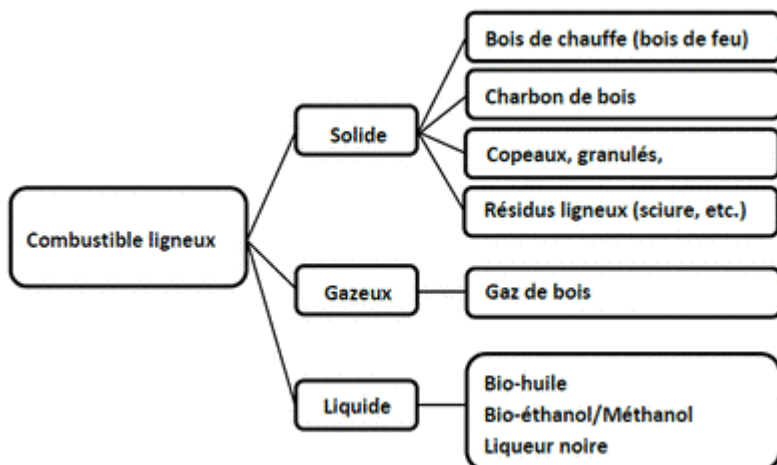 Combustible ligneux
Solide
Bois de chauffe (bois de feu)
Charbon de bois
Copeaux, granulés,
Résidus ligneux (sciure, etc.)
Gazeux
Gaz de bois
Liquide
Bio-huile
Bio-éthanol/Méthanol
Liqueur noire